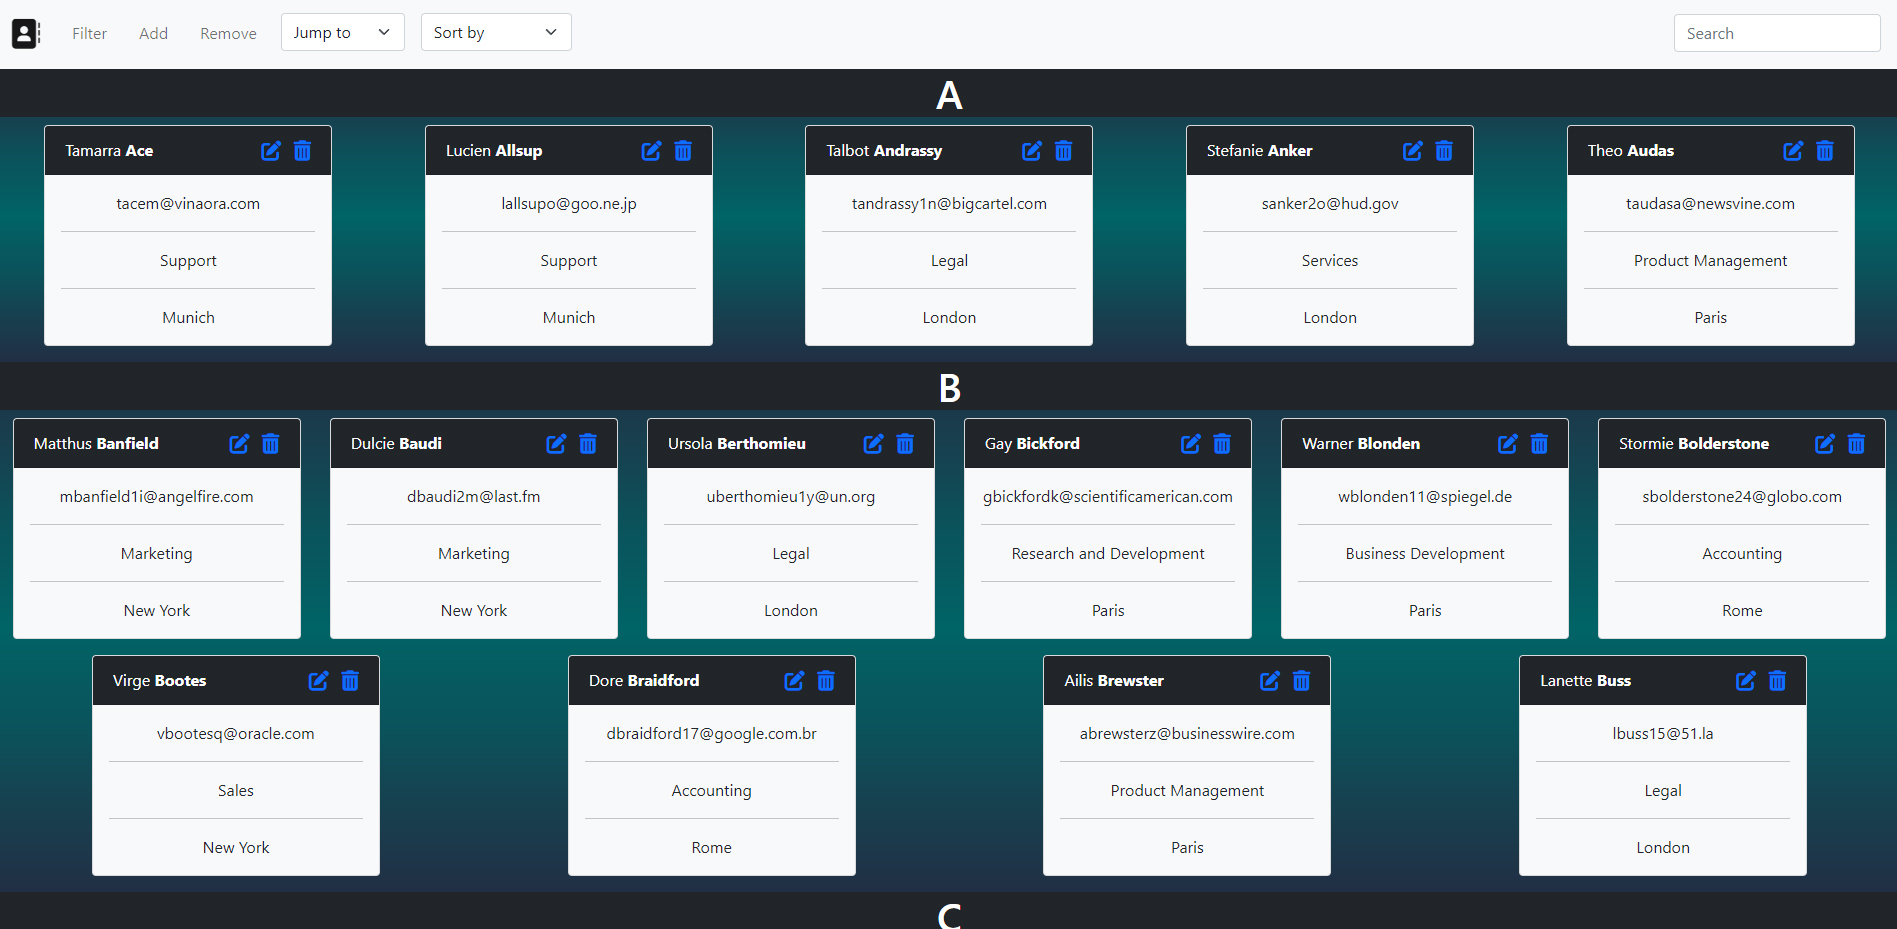 Filter Add Remove Jump to Sort by Search
A
Tamarra Ace
tacem@vinaora.com
Support
Munich
Lucien Allsup
lallsupo@goo.ne.jp
Support
Munich
Talbot Andrassy
tandrassy1n@bigcartel.com
Legal
London
Stefanie Anker
sanker2o@hud.gov
Services
London
Theo Audas
taudasa@newsvine.com
Product Management
Paris
B
Matthus Banfield
mbanfield1i@angelfire.com
Marketing
New York
Dulcie Baudi
dbaudi2m@last.fm
Marketing
New York
Ursola Berthomieu
uberthomieu1y@un.org
Legal
London
Gay Bickford
gbickfordk@scientificamerican.com
Research and Development
Paris
Warner Blonden
wblonden11@spiegel.de
Business Development
Paris
Stormie Bolderstone
sbolderstone24@globo.com
Accounting
Rome
Virge Bootes
vbootesq@oracle.com
Sales
New York
Dore Braidford
dbraidford17@google.com.br
Accounting
Rome
Ailis Brewster
abrewsterz@businesswire.com
Product Management
Paris
Lanette Buss
lbuss15@51.la
Legal
London
C